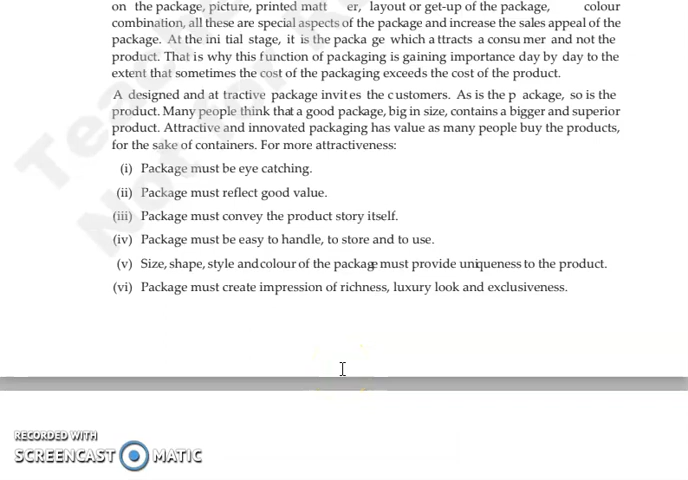 on the package, picture, printed matt er, layout or get-up of the package, colour
combination, all these are special aspects of the package and increase the sales appeal of the
package. At the ini tial stage, it is the packa ge which a ttracts a consu mer and not the
product. That is why this function of packaging is gaining importance day by day to the
extent that sometimes the cost of the packaging exceeds the cost of the product.
A designed and at tractive package invites the c ustomers. As is the p ackage, so is the
product. Many people think that a good package, big in size, contains a bigger and superior
product. Attractive and innovated packaging has value as many people buy the products,
for the sake of containers. For more attractiveness:
(i) Package must be eye catching.
(ii) Package must reflect good value.
(iii) Package must convey the product story itself.
(iv) Package must be easy to handle, to store and to use.
(v) Size, shape, style and colour of the package must provide uniqueness to the product.
(vi) Package must create impression of richness, luxury look and exclusiveness.
RECORDED WITH
SCREENCAST MATIC